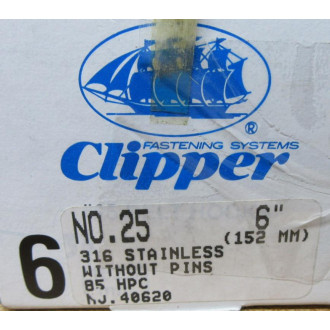 ®
FASTENING SYSTEMS
Clipper
6
NO.25 6"
(152 MM)
316 STAINLESS
WITHOUT PINS
85 HPC
NJ.40620